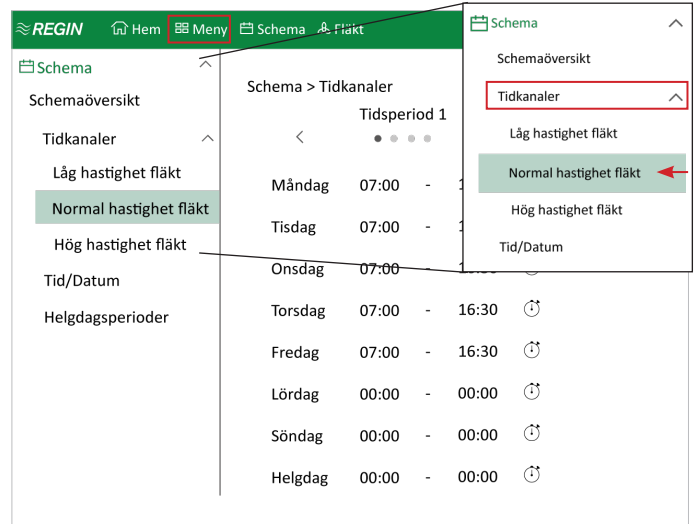 REGIN Hem Meny Schema Fläkt
Schema
Schemaöversikt
Tidkanaler
Låg hastighet fläkt
Normal hastighet fläkt
Hög hastighet fläkt
Tid/Datum
Helgdagsperioder
Schema > Tidkanaler
Tidsperiod 1
Måndag 07:00 -
Tisdag 07:00 -
Onsdag 07:00 -
Torsdag 07:00 - 16:30
Fredag 07:00 - 16:30
Lördag 00:00 - 00:00
Söndag 00:00 - 00:00
Helgdag 00:00 - 00:00
Schema
Schemaöversikt
Tidkanaler
Låg hastighet fläkt
Normal hastighet fläkt
Hög hastighet fläkt
Tid/Datum